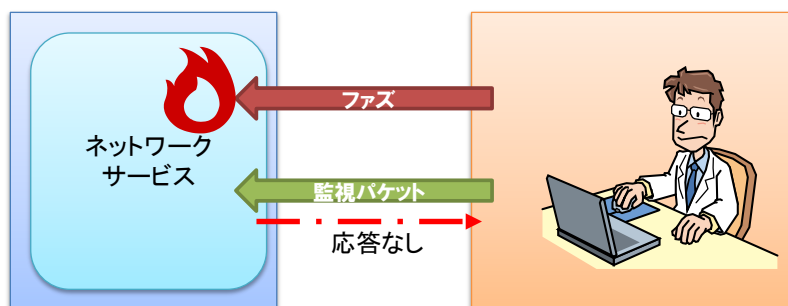 ファズ
ネットワーク
サービス
監視パケット
応答なし